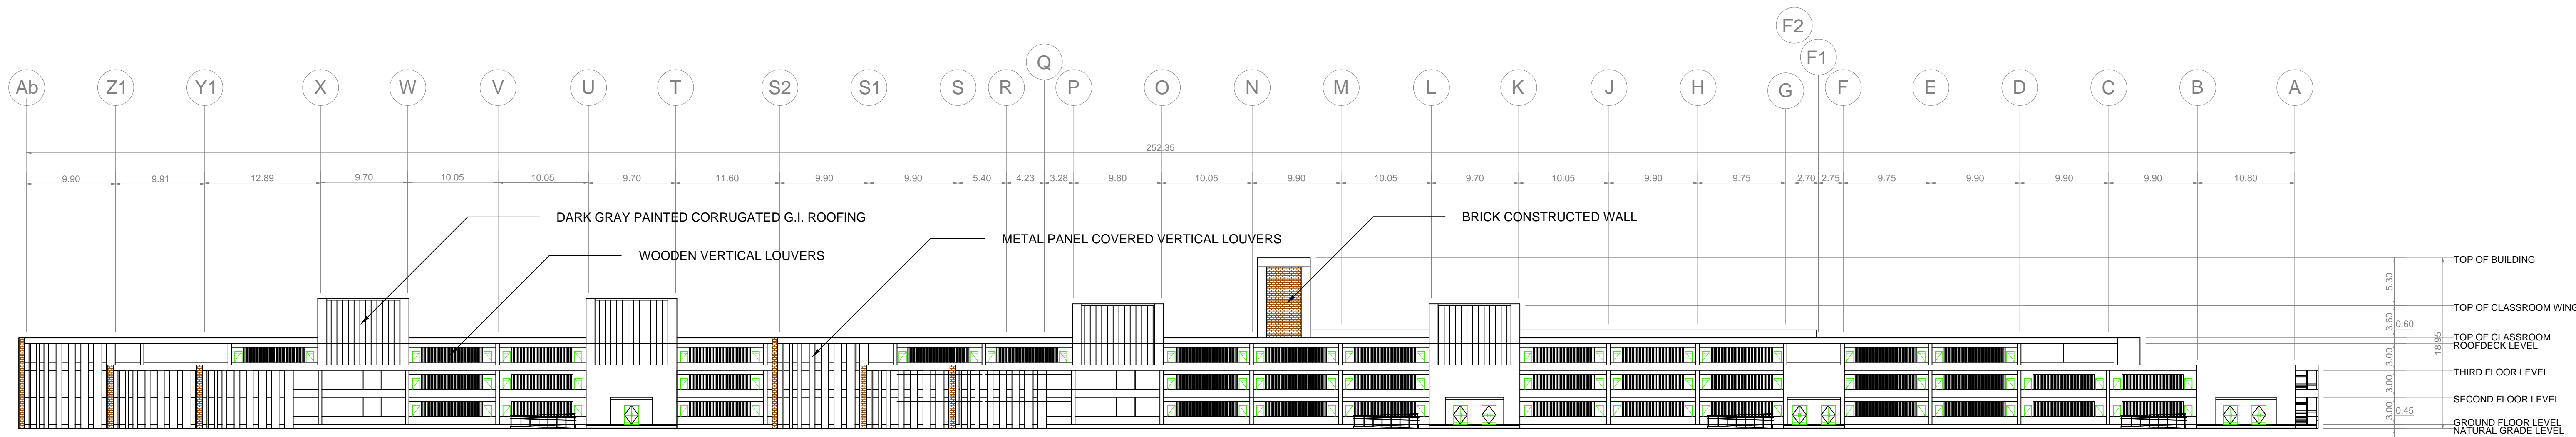 F2
Q
F1
Ab
Z1
Y1
X
W
V
U
T
S2
S1
S
R
P
O
N
M
L
K
J
H
G
F
E
D
C
B
A
252.35
9.90
9.91
12.89
9.70
10.05
10.05
9.70
11.60
9.90
9.90
5.40
4.23
3.28
9.80
10.05
9.90
10.05
9.70
10.05
9.90
9.75
2.70
2.75
9.75
9.90
9.90
9.90
10.80
DARK GRAY PAINTED CORRUGATED G.I. ROOFING
BRICK CONSTRUCTED WALL
METAL PANEL COVERED VERTICAL LOUVERS
WOODEN VERTICAL LOUVERS
TOP OF BUILDING
5.30
TOP OF CLASSROOM WING
3.60
0.60
18.95
TOP OF CLASSROOM
ROOFDECK LEVEL
3.00
THIRD FLOOR LEVEL
3.00
SECOND FLOOR LEVEL
3.00
0.45
GROUND FLOOR LEVEL
NATURAL GRADE LEVEL